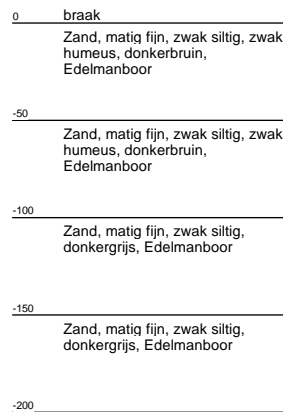 0 braak
Zand, matig fijn, zwak siltig, zwak
humeus, donkerbruin,
Edelmanboor
-50
Zand, matig fijn, zwak siltig, zwak
humeus, donkerbruin,
Edelmanboor
-100
Zand, matig fijn, zwak siltig,
donkergrijs, Edelmanboor
-150
Zand, matig fijn, zwak siltig,
donkergrijs, Edelmanboor
-200